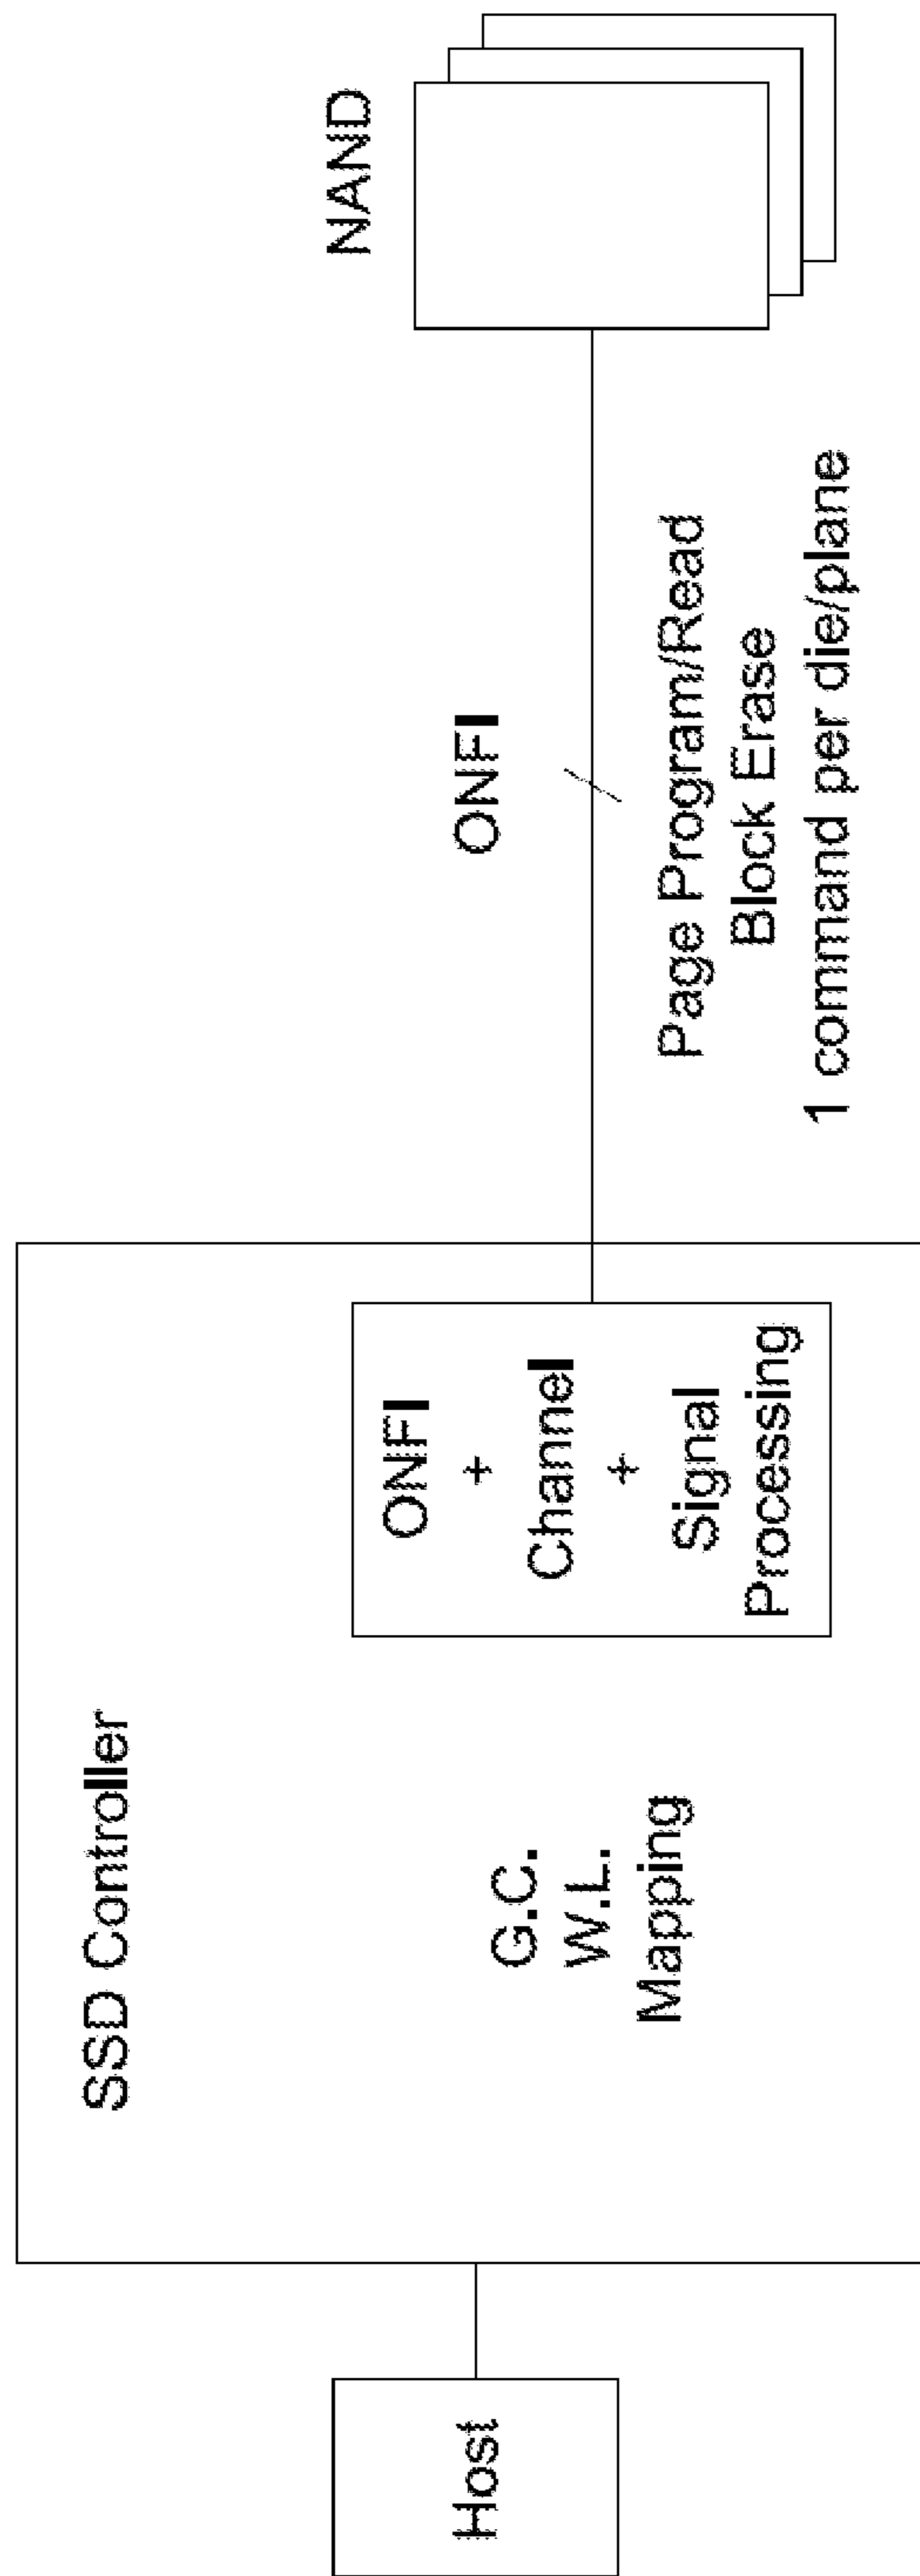 Host
SSD Controller
G.C.
W.L.
Mapping
ONFI
+
Channel
+
Signal
Processing
ONFI
Page Program/Read
Block Erase
1 command per die/plane
NAND